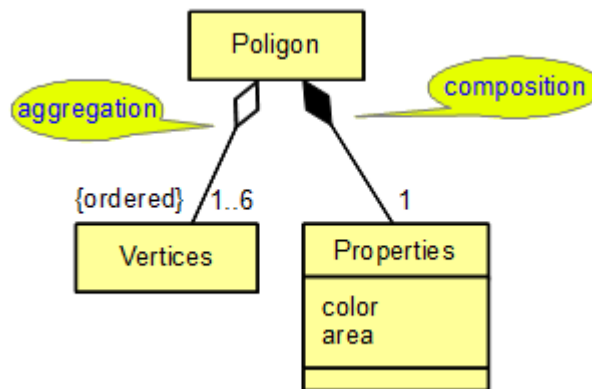 Poligon
aggregation
composition
{ordered} 1..6
1
Vertices
Properties
color
area